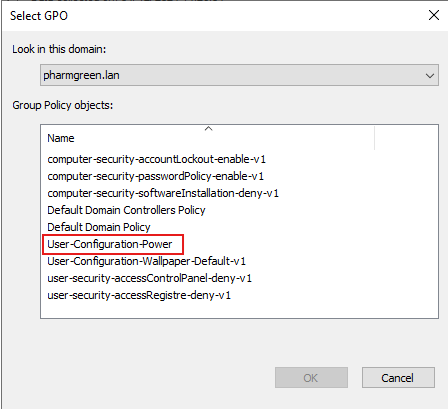 Select GPO
Look in this domain:
pharmgreen.lan
Group Policy objects:
Name
computer-security-accountLockout-enable-v1
computer-security-passwordPolicy-enable-v1
computer-security-softwareInstallation-deny-v1
Default Domain Controllers Policy
Default Domain Policy
User-Configuration-Power
User-Configuration-Wallpaper-Default-v1
user-security-accessControlPanel-deny-v1
user-security-accessRegistre-deny-v1
OK Cancel